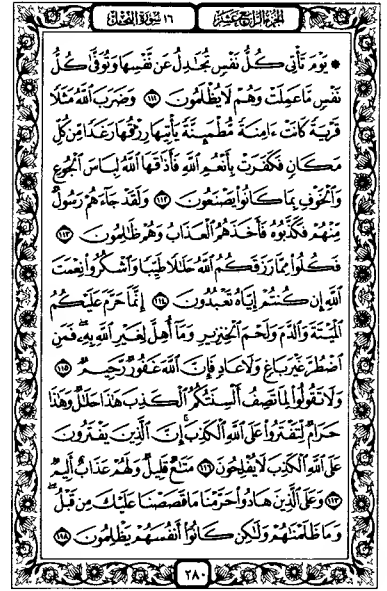 الجزء الرابع عشر ١٦ سورة النحل
۞ يَوْمَ تَأْتِى كُلُّ نَفْسٍ تُجَٰدِلُ عَن نَّفْسِهَا وَتُوَفَّىٰ كُلُّ
نَفْسٍ مَّا عَمِلَتْ وَهُمْ لَا يُظْلَمُونَ ١١١ وَضَرَبَ ٱللَّهُ مَثَلًا
قَرْيَةً كَانَتْ ءَامِنَةً مُّطْمَئِنَّةً يَأْتِيهَا رِزْقُهَا رَغَدًا مِّن كُلِّ
مَكَانٍ فَكَفَرَتْ بِأَنْعُمِ ٱللَّهِ فَأَذَٰقَهَا ٱللَّهُ لِبَاسَ ٱلْجُوعِ
وَٱلْخَوْفِ بِمَا كَانُوا۟ يَصْنَعُونَ ١١٢ وَلَقَدْ جَآءَهُمْ رَسُولٌ
مِّنْهُمْ فَكَذَّبُوهُ فَأَخَذَهُمُ ٱلْعَذَابُ وَهُمْ ظَٰلِمُونَ ١١٣
فَكُلُوا۟ مِمَّا رَزَقَكُمُ ٱللَّهُ حَلَٰلًا طَيِّبًا وَٱشْكُرُوا۟ نِعْمَتَ
ٱللَّهِ إِن كُنتُمْ إِيَّاهُ تَعْبُدُونَ ١١٤ إِنَّمَا حَرَّمَ عَلَيْكُمُ
ٱلْمَيْتَةَ وَٱلدَّمَ وَلَحْمَ ٱلْخِنزِيرِ وَمَآ أُهِلَّ لِغَيْرِ ٱللَّهِ بِهِۦ ۖ فَمَنِ
ٱضْطُرَّ غَيْرَ بَاغٍ وَلَا عَادٍ فَإِنَّ ٱللَّهَ غَفُورٌ رَّحِيمٌ ١١٥
وَلَا تَقُولُوا۟ لِمَا تَصِفُ أَلْسِنَتُكُمُ ٱلْكَذِبَ هَٰذَا حَلَٰلٌ وَهَٰذَا
حَرَامٌ لِّتَفْتَرُوا۟ عَلَى ٱللَّهِ ٱلْكَذِبَ ۚ إِنَّ ٱلَّذِينَ يَفْتَرُونَ
عَلَى ٱللَّهِ ٱلْكَذِبَ لَا يُفْلِحُونَ ١١٦ مَتَٰعٌ قَلِيلٌ وَلَهُمْ عَذَابٌ أَلِيمٌ
١١٧ وَعَلَى ٱلَّذِينَ هَادُوا۟ حَرَّمْنَا مَا قَصَصْنَا عَلَيْكَ مِن قَبْلُ ۖ
وَمَا ظَلَمْنَٰهُمْ وَلَٰكِن كَانُوٓا۟ أَنفُسَهُمْ يَظْلِمُونَ ١١٨
٢٨٠